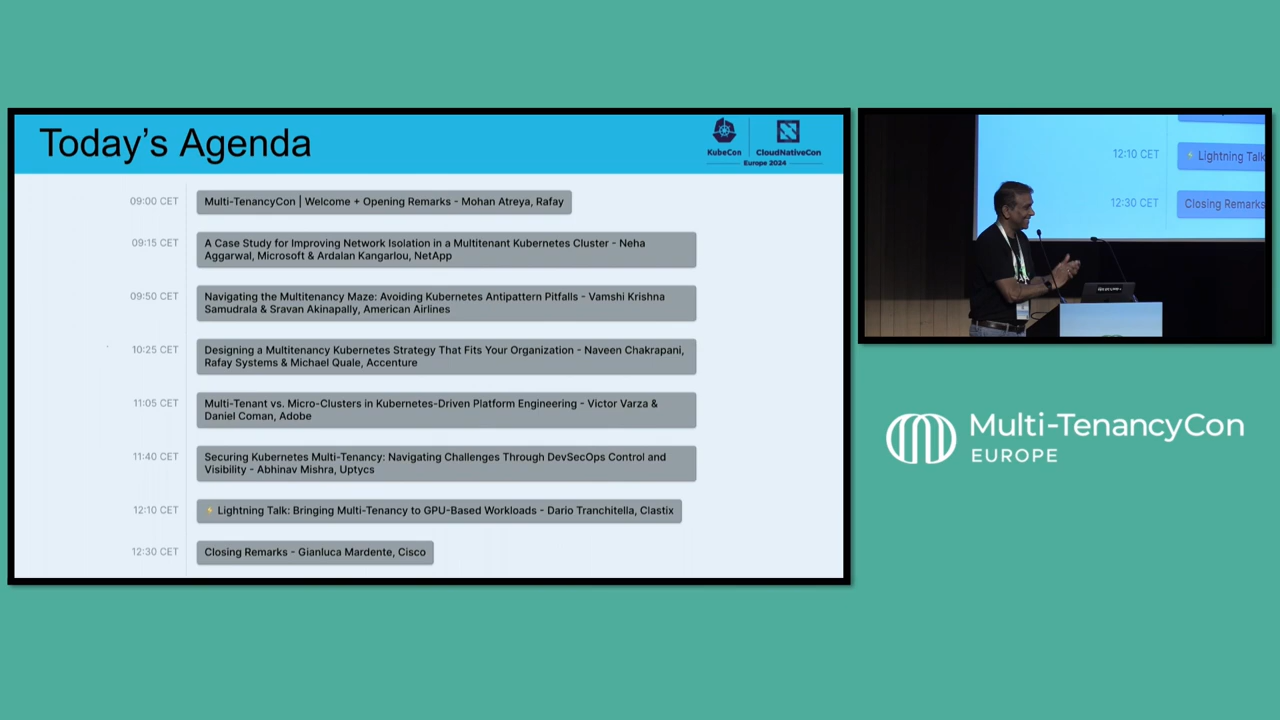 Today's Agenda
KubeCon
CloudNativeCon
Europe 2024
09:00 CET
Multi-TenancyCon | Welcome + Opening Remarks - Mohan Atreya, Rafay
09:15 CET
A Case Study for Improving Network Isolation in a Multitenant Kubernetes Cluster - Neha
Aggarwal, Microsoft & Ardalan Kangarlou, NetApp
09:50 CET
Navigating the Multitenancy Maze: Avoiding Kubernetes Antipattern Pitfalls - Vamshi Krishna
Samudrala & Sravan Akinapally, American Airlines
10:25 CET
Designing a Multitenancy Kubernetes Strategy That Fits Your Organization - Naveen Chakrapani,
Rafay Systems & Michael Quale, Accenture
11:05 CET
Multi-Tenant vs. Micro-Clusters in Kubernetes-Driven Platform Engineering - Victor Varza &
Daniel Coman, Adobe
11:40 CET
Securing Kubernetes Multi-Tenancy: Navigating Challenges Through DevSecOps Control and
Visibility - Abhinav Mishra, Uptycs
12:10 CET
⚡ Lightning Talk: Bringing Multi-Tenancy to GPU-Based Workloads - Dario Tranchitella, Clastix
12:30 CET
Closing Remarks - Gianluca Mardente, Cisco
12:10 CET
⚡ Lightning Talk
12:30 CET
Closing Remarks
Multi-TenancyCon
EUROPE